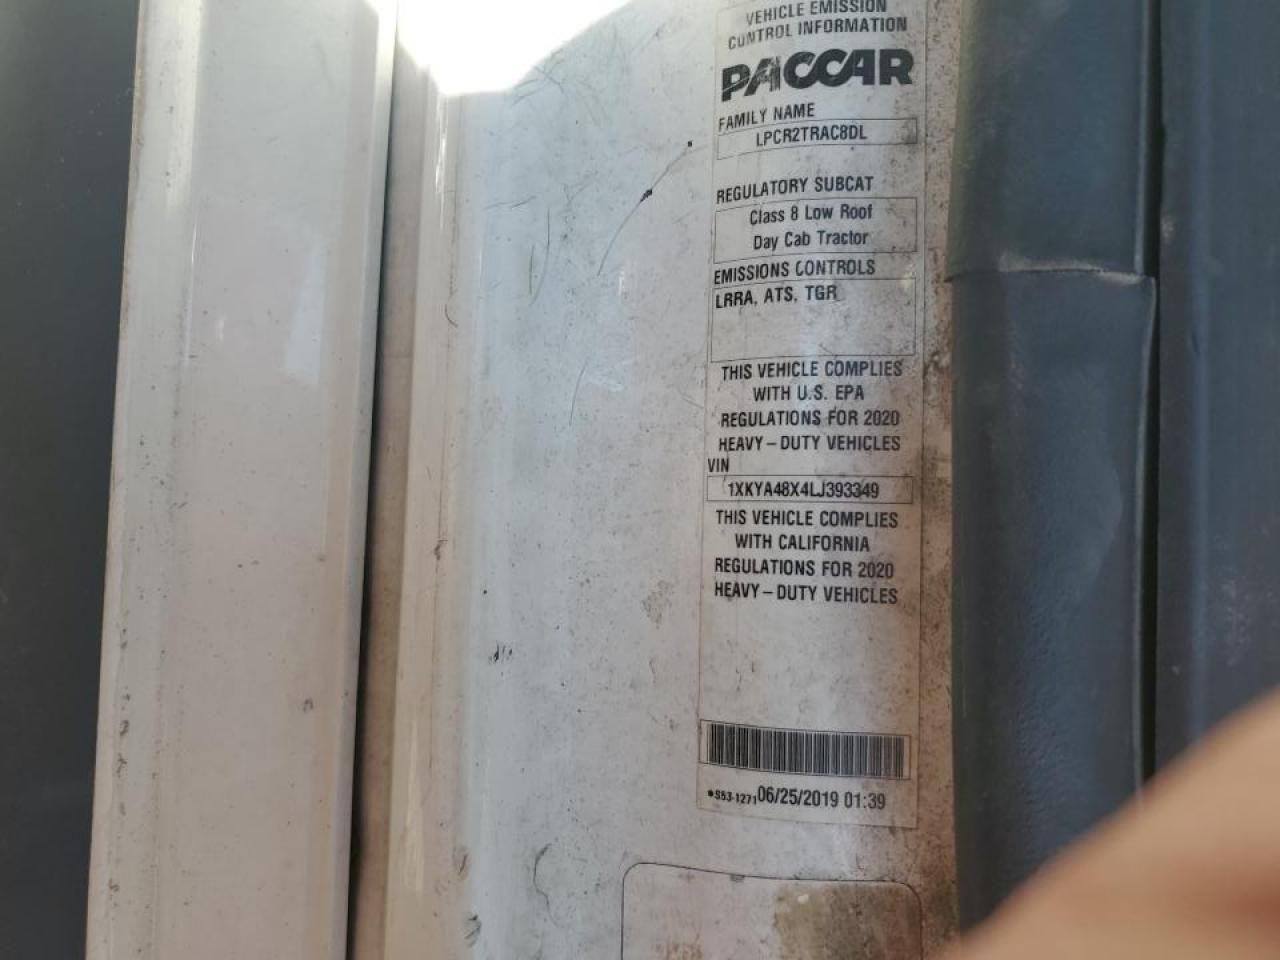 VEHICLE EMISSION
CONTROL INFORMATION
PACCAR
FAMILY NAME
LPCR2TRAC8DL
REGULATORY SUBCAT
Class 8 Low Roof
Day Cab Tractor
EMISSIONS CONTROLS
LRRA, ATS, TGR
THIS VEHICLE COMPLIES
WITH U.S. EPA
REGULATIONS FOR 2020
HEAVY-DUTY VEHICLES
VIN
1XKYA48X4LJ393349
THIS VEHICLE COMPLIES
WITH CALIFORNIA
REGULATIONS FOR 2020
HEAVY-DUTY VEHICLES
*S53-1271 06/25/2019 01:39